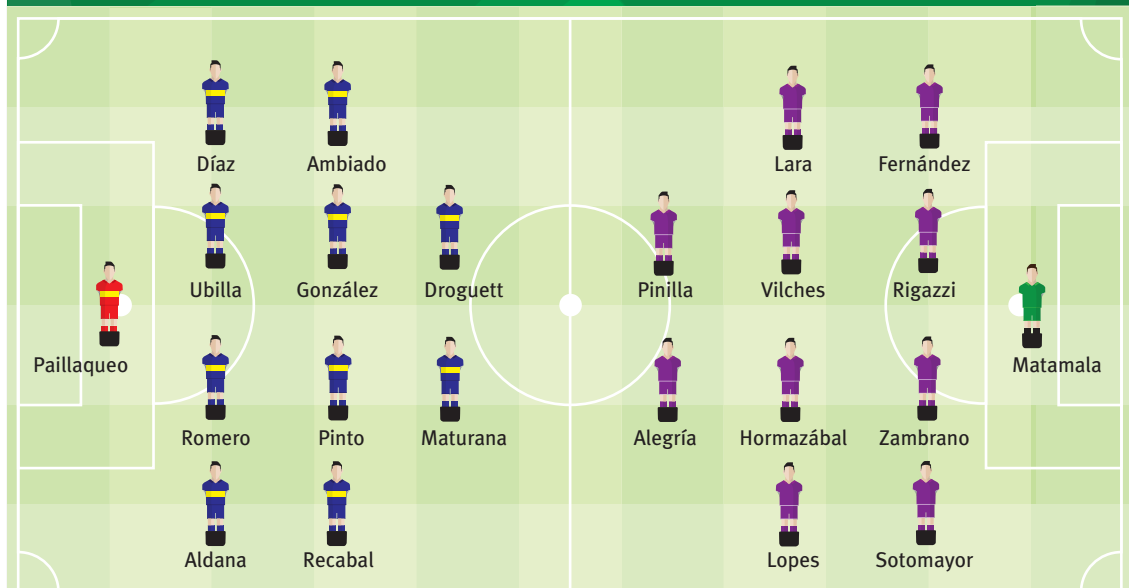 Díaz Ambiado Lara Fernández
Ubilla González Droguett Pinilla Vilches Rigazzi
Paillaqueo Matamala
Romero Pinto Maturana Alegría Hormazábal Zambrano
Aldana Recabal Lopes Sotomayor